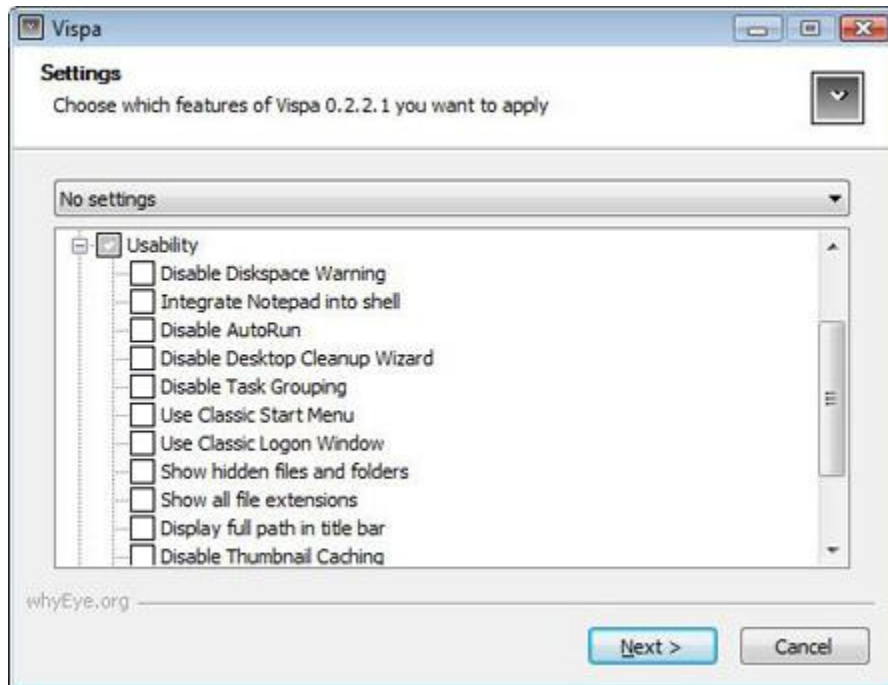 Vispa
Settings
Choose which features of Vispa 0.2.2.1 you want to apply
No settings
Usability
Disable Diskspace Warning
Integrate Notepad into shell
Disable AutoRun
Disable Desktop Cleanup Wizard
Disable Task Grouping
Use Classic Start Menu
Use Classic Logon Window
Show hidden files and folders
Show all file extensions
Display full path in title bar
Disable Thumbnail Caching
whyEye.org
Next >
Cancel